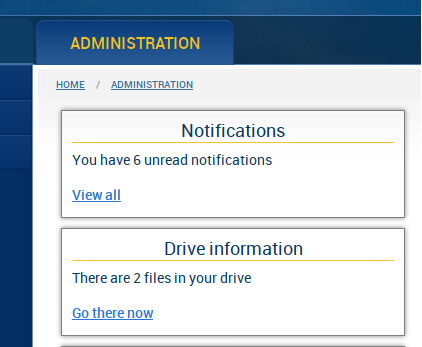 ADMINISTRATION
HOME / ADMINISTRATION
Notifications
You have 6 unread notifications
View all
Drive information
There are 2 files in your drive
Go there now